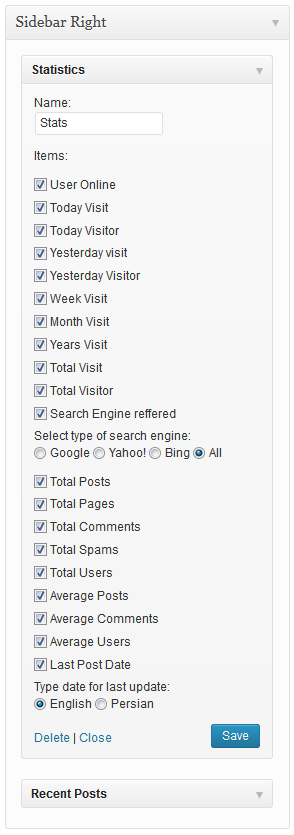 Sidebar Right
Statistics
Name:
Stats
Items:
User Online
Today Visit
Today Visitor
Yesterday visit
Yesterday Visitor
Week Visit
Month Visit
Years Visit
Total Visit
Total Visitor
Search Engine reffered
Select type of search engine:
Google Yahoo! Bing All
Total Posts
Total Pages
Total Comments
Total Spams
Total Users
Average Posts
Average Comments
Average Users
Last Post Date
Type date for last update:
English Persian
Delete | Close Save
Recent Posts